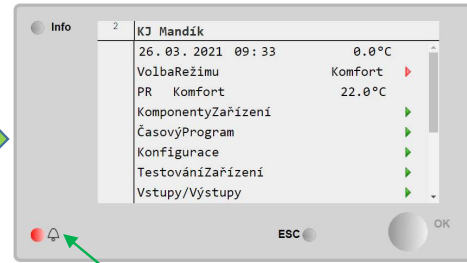 Info
2 KJ Mandík
26.03.2021 09:33 0.0°C
VolbaRežimu Komfort
PR Komfort 22.0°C
KomponentyZařízení
ČasovýProgram
Konfigurace
TestováníZařízení
Vstupy/Výstupy
ESC
OK